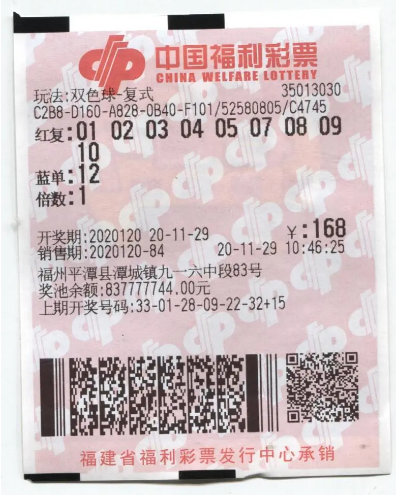 中国福利彩票
CHINA WELFARE LOTTERY
玩法:双色球-复式 35013030
C2B8-D160-A828-0B40-F101/52580805/C4745
红复:01 02 03 04 05 07 08 09
10
蓝单:12
倍数:1
开奖期:2020120 20-11-29 ¥:168
销售期:2020120-84 20-11-29 10:46:25
福州平潭县潭城镇九一六中段83号
奖池余额:837777744.00元
上期开奖号码:33-01-28-09-22-32+15
福建省福利彩票发行中心承销